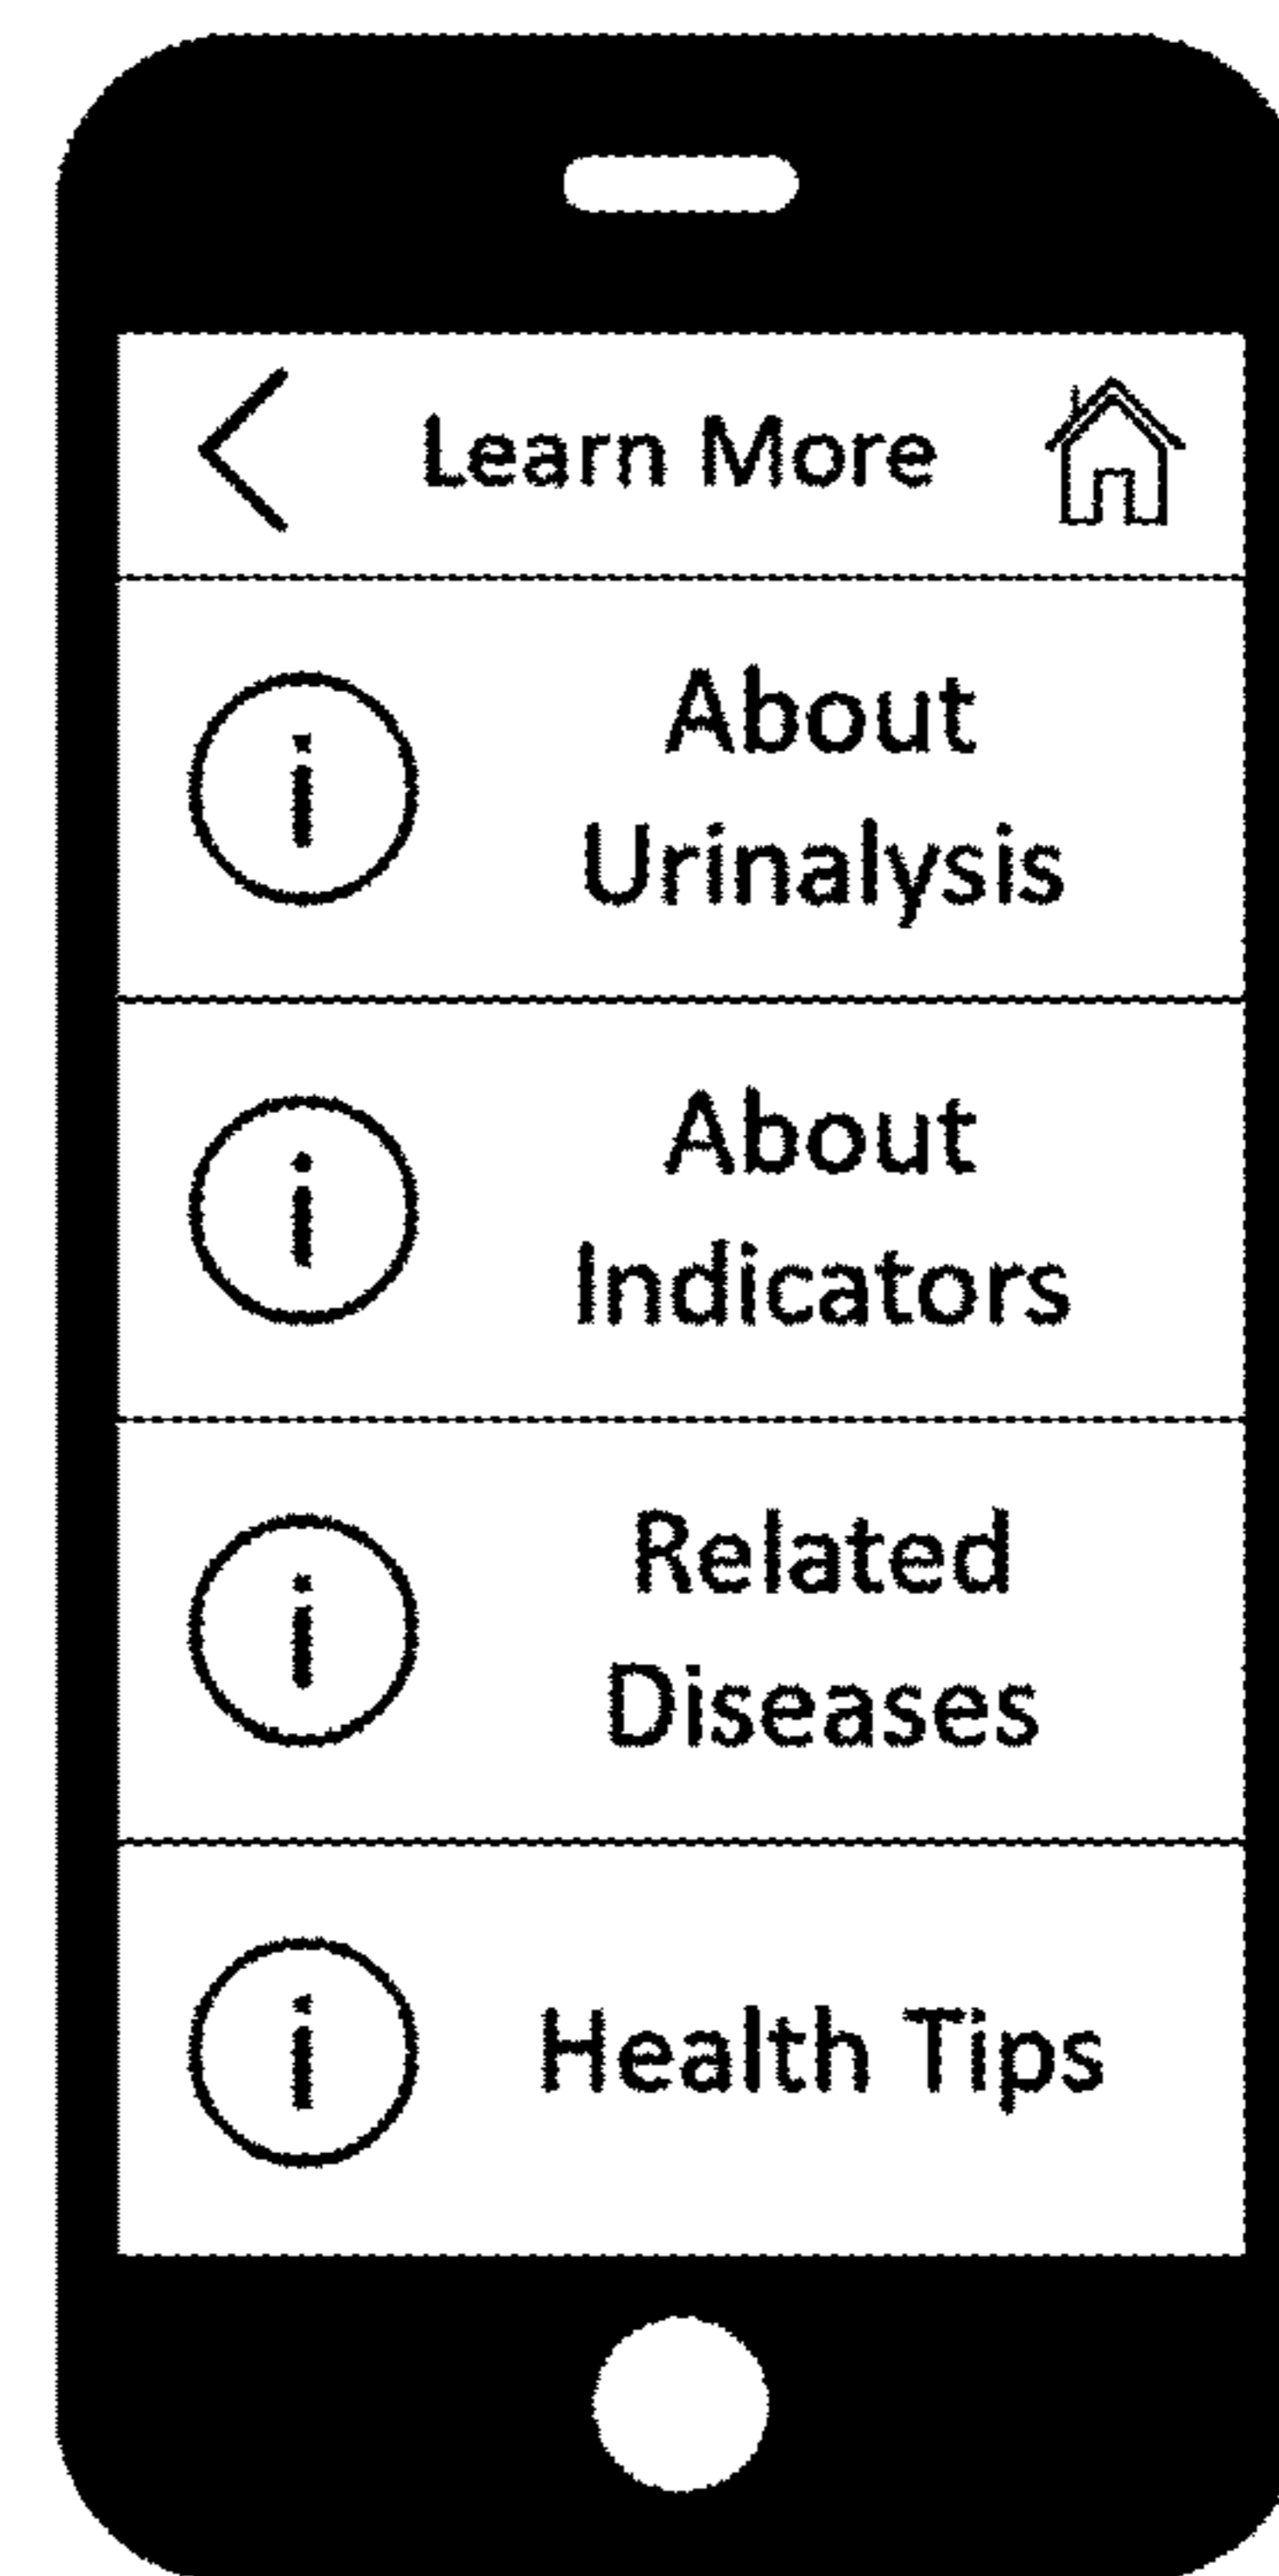 Learn More
i
About
Urinalysis
i
About
Indicators
i
Related
Diseases
i
Health Tips